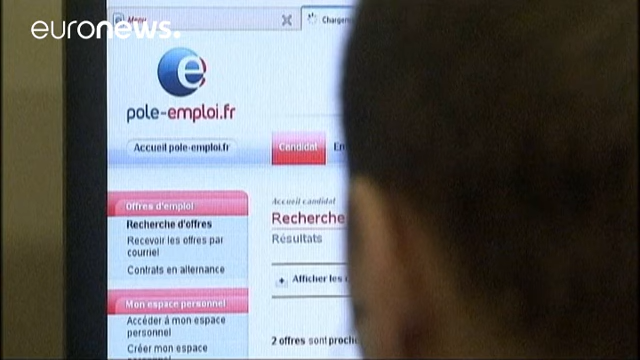 euronews.
Menu
pole-emploi.fr
Accueil pole-emploi.fr
Candidat
Offres d'emploi
Recherche d'offres
Recevoir les offres par
courriel
Contrats en alternance
Mon espace personnel
Accéder à mon espace
personnel
Créer mon espace
personnel
Accueil candidat
Recherche
Résultats
Afficher les
2 offres sont